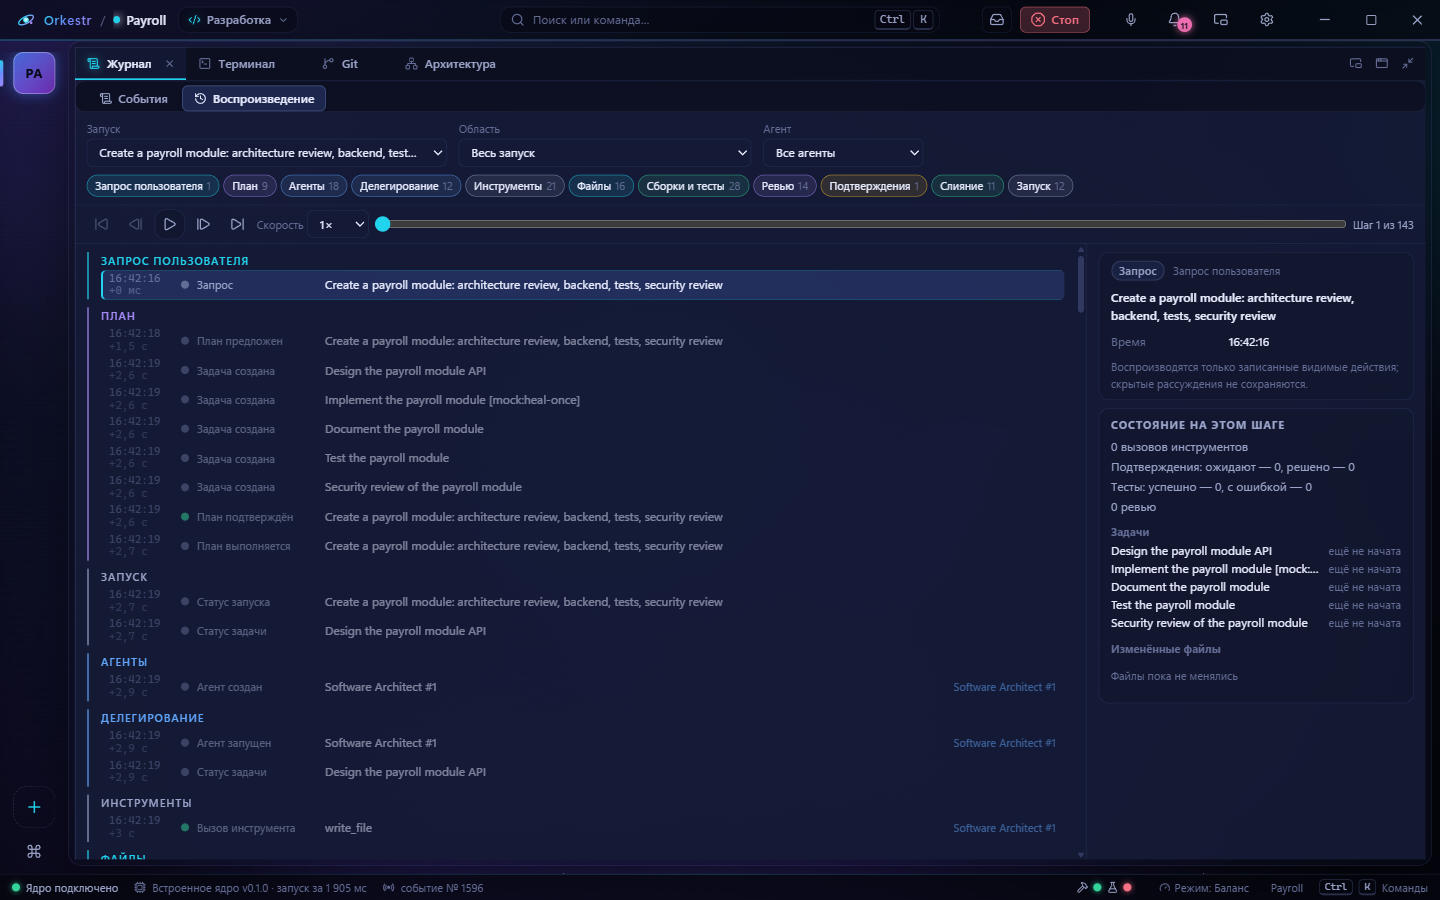 Orkestr / Payroll Разработка Поиск или команда... Ctrl K Стоп 11
PA
Журнал Терминал Git Архитектура
События Воспроизведение
Запуск Область Агент
Create a payroll module: architecture review, backend, test... Весь запуск Все агенты
Запрос пользователя 1 План 9 Агенты 18 Делегирование 12 Инструменты 21 Файлы 16 Сборки и тесты 28 Ревью 14 Подтверждения 1 Слияние 11 Запуск 12
Скорость 1× Шаг 1 из 143
ЗАПРОС ПОЛЬЗОВАТЕЛЯ
16:42:16
+0 мс Запрос Create a payroll module: architecture review, backend, tests, security review
ПЛАН
16:42:18
+1,5 с План предложен Create a payroll module: architecture review, backend, tests, security review
16:42:19
+2,6 с Задача создана Design the payroll module API
16:42:19
+2,6 с Задача создана Implement the payroll module [mock:heal-once]
16:42:19
+2,6 с Задача создана Document the payroll module
16:42:19
+2,6 с Задача создана Test the payroll module
16:42:19
+2,6 с Задача создана Security review of the payroll module
16:42:19
+2,6 с План подтверждён Create a payroll module: architecture review, backend, tests, security review
16:42:19
+2,7 с План выполняется Create a payroll module: architecture review, backend, tests, security review
ЗАПУСК
16:42:19
+2,7 с Статус запуска Create a payroll module: architecture review, backend, tests, security review
16:42:19
+2,7 с Статус задачи Design the payroll module API
АГЕНТЫ
16:42:19
+2,9 с Агент создан Software Architect #1 Software Architect #1
ДЕЛЕГИРОВАНИЕ
16:42:19
+2,9 с Агент запущен Software Architect #1 Software Architect #1
16:42:19
+2,9 с Статус задачи Design the payroll module API
ИНСТРУМЕНТЫ
16:42:19
+3 с Вызов инструмента write_file Software Architect #1
ФАЙЛЫ
Запрос Запрос пользователя
Create a payroll module: architecture review,
backend, tests, security review
Время 16:42:16
Воспроизводятся только записанные видимые действия;
скрытые рассуждения не сохраняются.
СОСТОЯНИЕ НА ЭТОМ ШАГЕ
0 вызовов инструментов
Подтверждения: ожидают — 0, решено — 0
Тесты: успешно — 0, с ошибкой — 0
0 ревью
Задачи
Design the payroll module API ещё не начата
Implement the payroll module [mock:... ещё не начата
Document the payroll module ещё не начата
Test the payroll module ещё не начата
Security review of the payroll module ещё не начата
Изменённые файлы
Файлы пока не менялись
Ядро подключено Встроенное ядро v0.1.0 · запуск за 1 905 мс событие № 1596 Режим: Баланс Payroll Ctrl K Команды